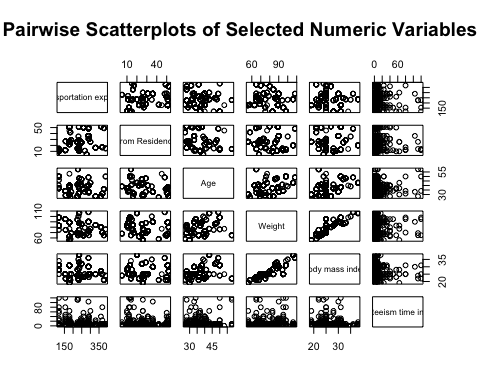 Pairwise Scatterplots of Selected Numeric Variables
10 40
60 90
0 60
sportation exp
150
50
10
rom Residenc
Age
55
30
110
60
Weight
ody mass inde
35
20
80
0
eeism time in
150 350
30 45
20 30